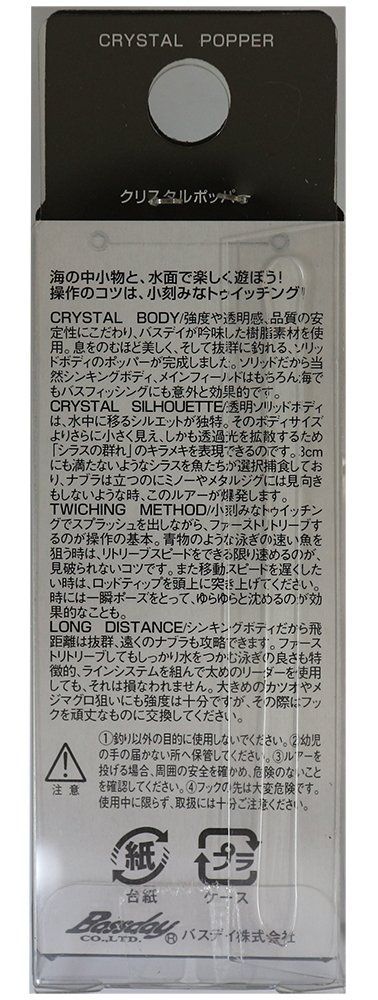 CRYSTAL POPPER
クリスタルポッパー
海の中小物と、水面で楽しく遊ぼう!
操作のコツは、小刻みなトゥイッチング
CRYSTAL BODY/強度や透明感、品質の安
定性にこだわり、バスデイが吟味した樹脂素材を使
用。息をのむほど美しく、そして抜群に釣れる、ソリッ
ドボディのポッパーが完成しました。ソリッドだから当
然シンキングボディ、メインフィールドはもちろん海で
もバスフィッシングにも意外と効果的です。
CRYSTAL SILHOUETTE/透明ソリッドボディ
は、水中に移るシルエットが独特。そのボディサイズ
よりさらに小さく見え、しかも透過光を拡散するため
「シラスの群れ」のキラメキを表現できるのです。3cm
にも満たないようなシラスを魚たちが選択捕食してお
り、ナブラは立つのにミノーやメタルジグには見向き
もしないような時、このルアーが爆発します。
TWICHING METHOD/小刻みなトゥイッチン
グでスプラッシュを出しながら、ファーストリトリーブす
るのが操作の基本。青物のような泳ぎの速い魚を
狙う時は、リトリーブスピードをできる限り速めるのが、
見破られないコツです。また移動スピードを遅くした
い時は、ロッドティップを頭上に突き上げてください。
時には一瞬ポーズをとって、ゆらゆらと沈めるのが効
果的なことも。
LONG DISTANCE/シンキングボディだから飛
距離は抜群、遠くのナブラも攻略できます。ファース
トリトリーブしてもしっかり水をつかむ泳ぎの良さも特
徴的、ラインシステムを組んで太めのリーダーを使用
しても、それは損なわれません。大きめのカツオやメ
ジマグロ狙いにも強度は十分ですが、その際はフッ
クを頑丈なものに交換してください。
注意
①釣り以外の目的に使用しないでください。②幼児
の手の届かない所へ保管してください。③ルアーを
投げる場合、周囲の安全を確かめ、危険のないこと
を確認してください。④フックの先は大変危険です。
使用中に限らず、取扱には十分ご注意ください。
紙 プラ
台紙 ケース
Bassday CO.,LTD. ® バスデイ株式会社